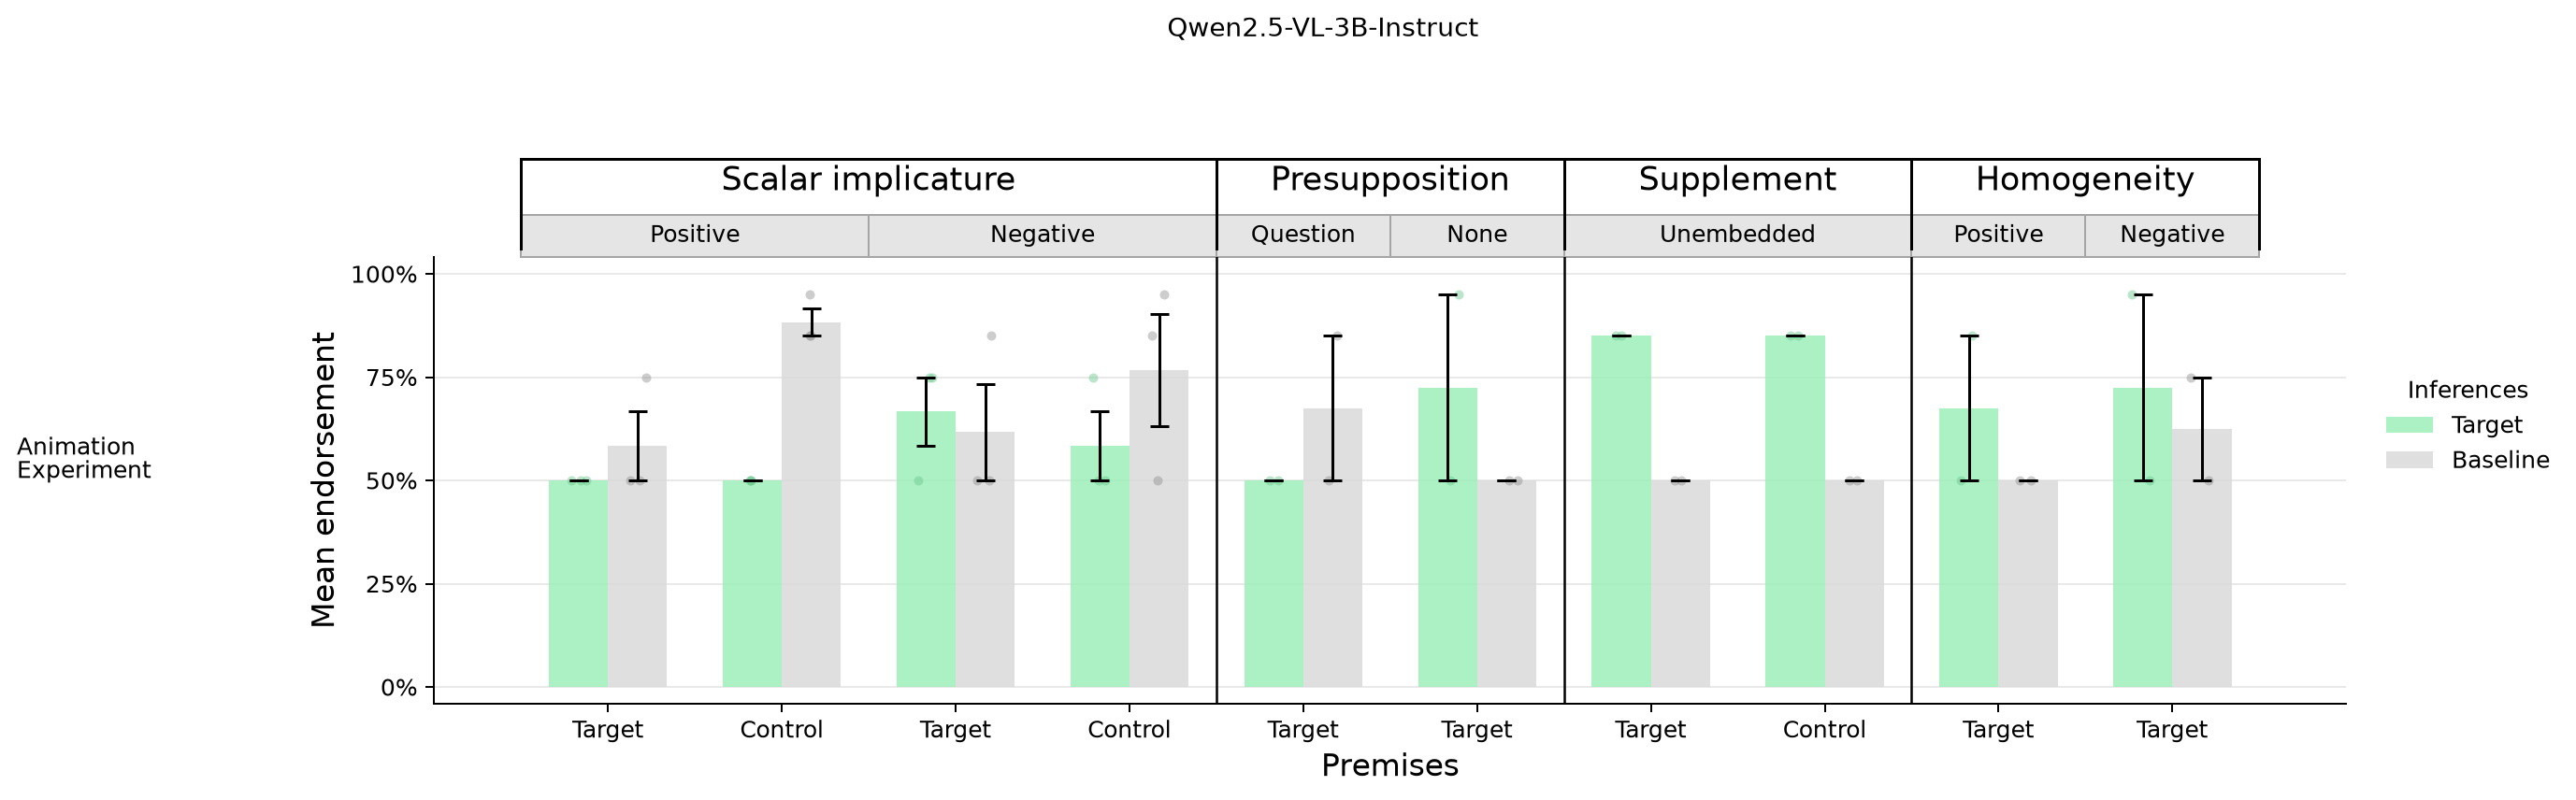 Qwen2.5-VL-3B-Instruct
Scalar implicature Presupposition Supplement Homogeneity
Positive Negative Question None Unembedded Positive Negative
100%
75%
50%
25%
0%
Mean endorsement
Animation
Experiment
Inferences
Target
Baseline
Target Control Target Control Target Target Target Control Target Target
Premises